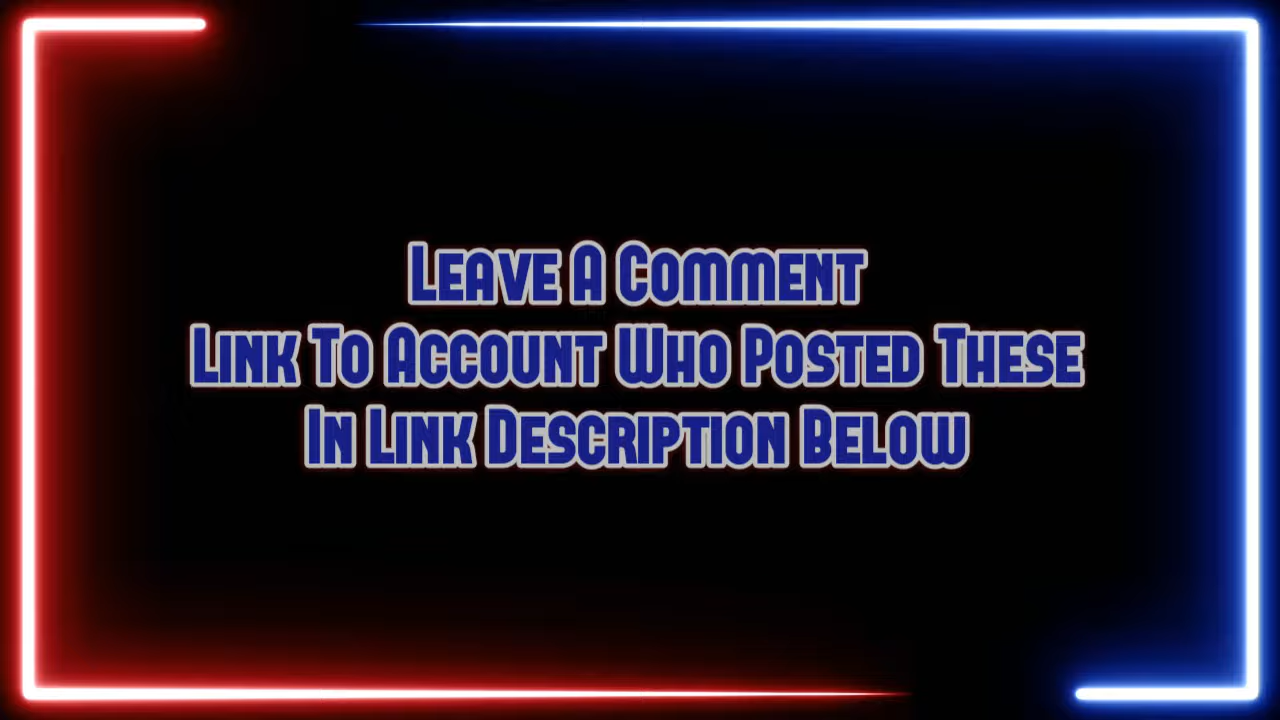 Leave A Comment
Link To Account Who Posted These
In Link Description Below